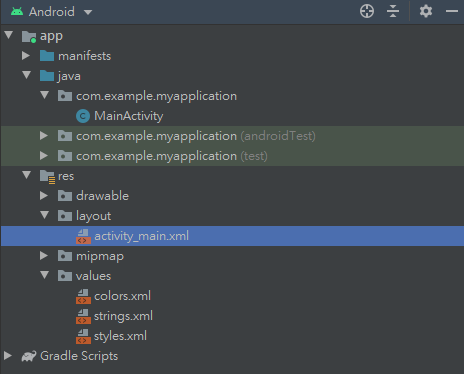 Android
app
manifests
java
com.example.myapplication
MainActivity
com.example.myapplication (androidTest)
com.example.myapplication (test)
res
drawable
layout
activity_main.xml
mipmap
values
colors.xml
strings.xml
styles.xml
Gradle Scripts